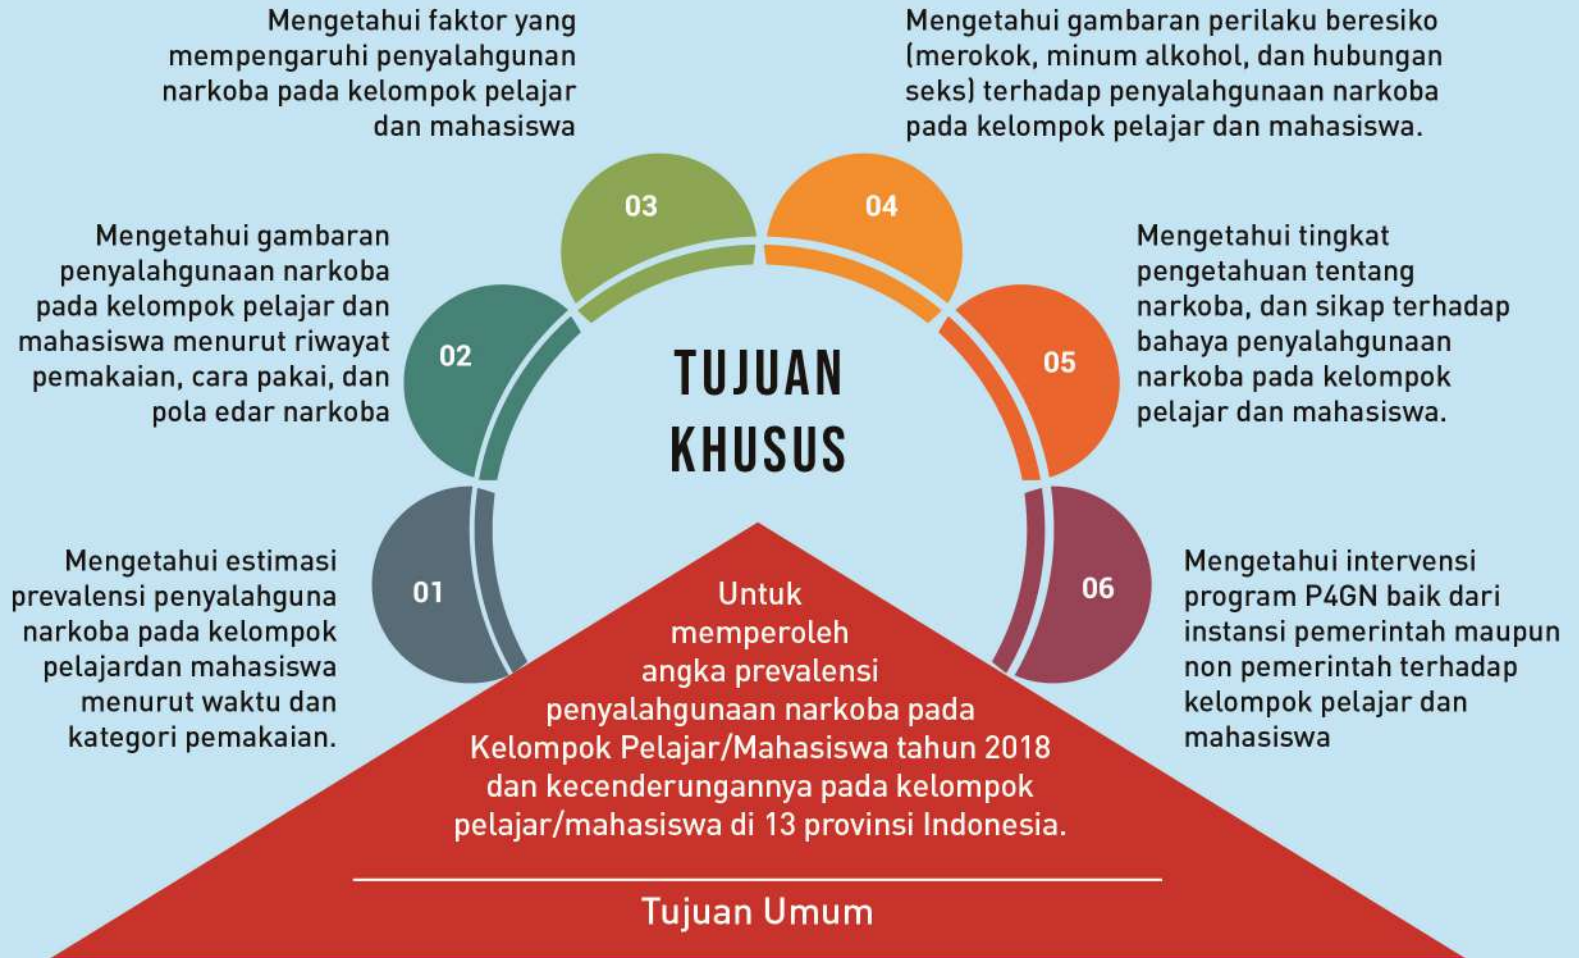 Mengetahui faktor yang
mempengaruhi penyalahgunan
narkoba pada kelompok pelajar
dan mahasiswa
Mengetahui gambaran perilaku beresiko
(merokok, minum alkohol, dan hubungan
seks) terhadap penyalahgunaan narkoba
pada kelompok pelajar dan mahasiswa.
03
04
Mengetahui gambaran
penyalahgunaan narkoba
pada kelompok pelajar dan
mahasiswa menurut riwayat
pemakaian, cara pakai, dan
pola edar narkoba
02
Mengetahui tingkat
pengetahuan tentang
narkoba, dan sikap terhadap
bahaya penyalahgunaan
narkoba pada kelompok
pelajar dan mahasiswa.
05
TUJUAN
KHUSUS
Mengetahui estimasi
prevalensi penyalahguna
narkoba pada kelompok
pelajardan mahasiswa
menurut waktu dan
kategori pemakaian.
01
06
Mengetahui intervensi
program P4GN baik dari
instansi pemerintah maupun
non pemerintah terhadap
kelompok pelajar dan
mahasiswa
Untuk
memperoleh
angka prevalensi
penyalahgunaan narkoba pada
Kelompok Pelajar/Mahasiswa tahun 2018
dan kecenderungannya pada kelompok
pelajar/mahasiswa di 13 provinsi Indonesia.
Tujuan Umum